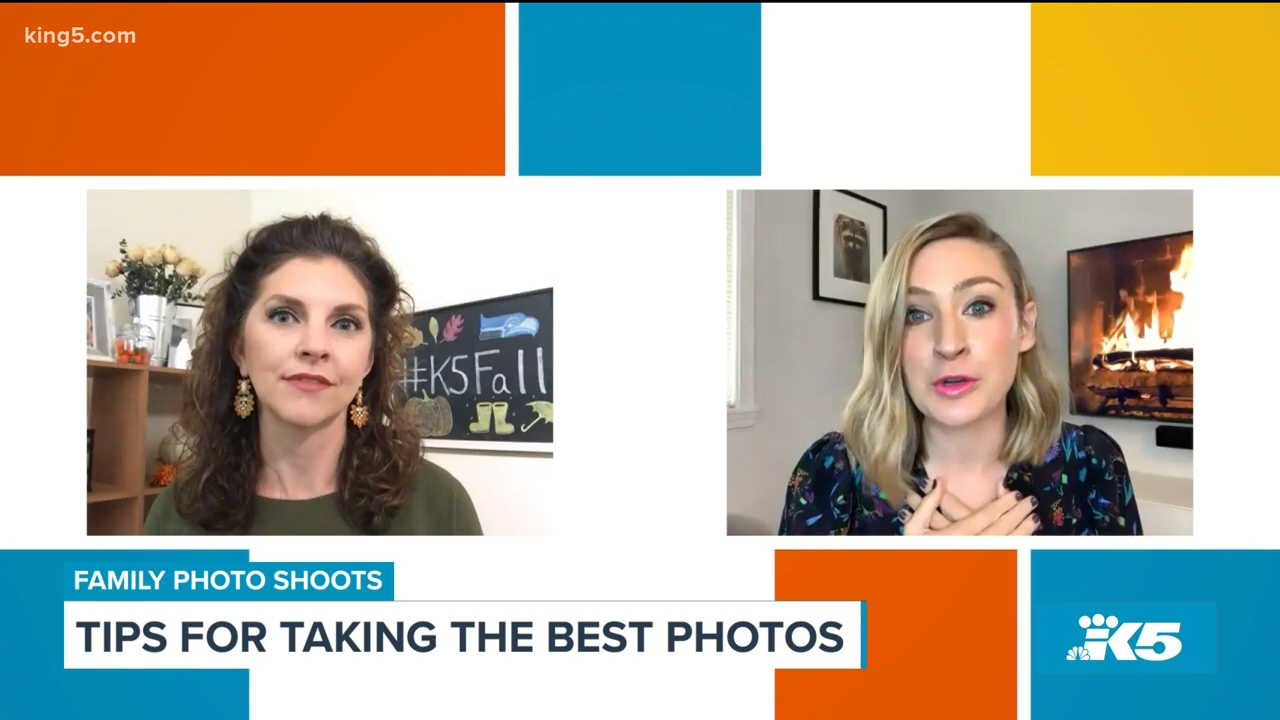 king5.com
#K5Fall
FAMILY PHOTO SHOOTS
TIPS FOR TAKING THE BEST PHOTOS
K5